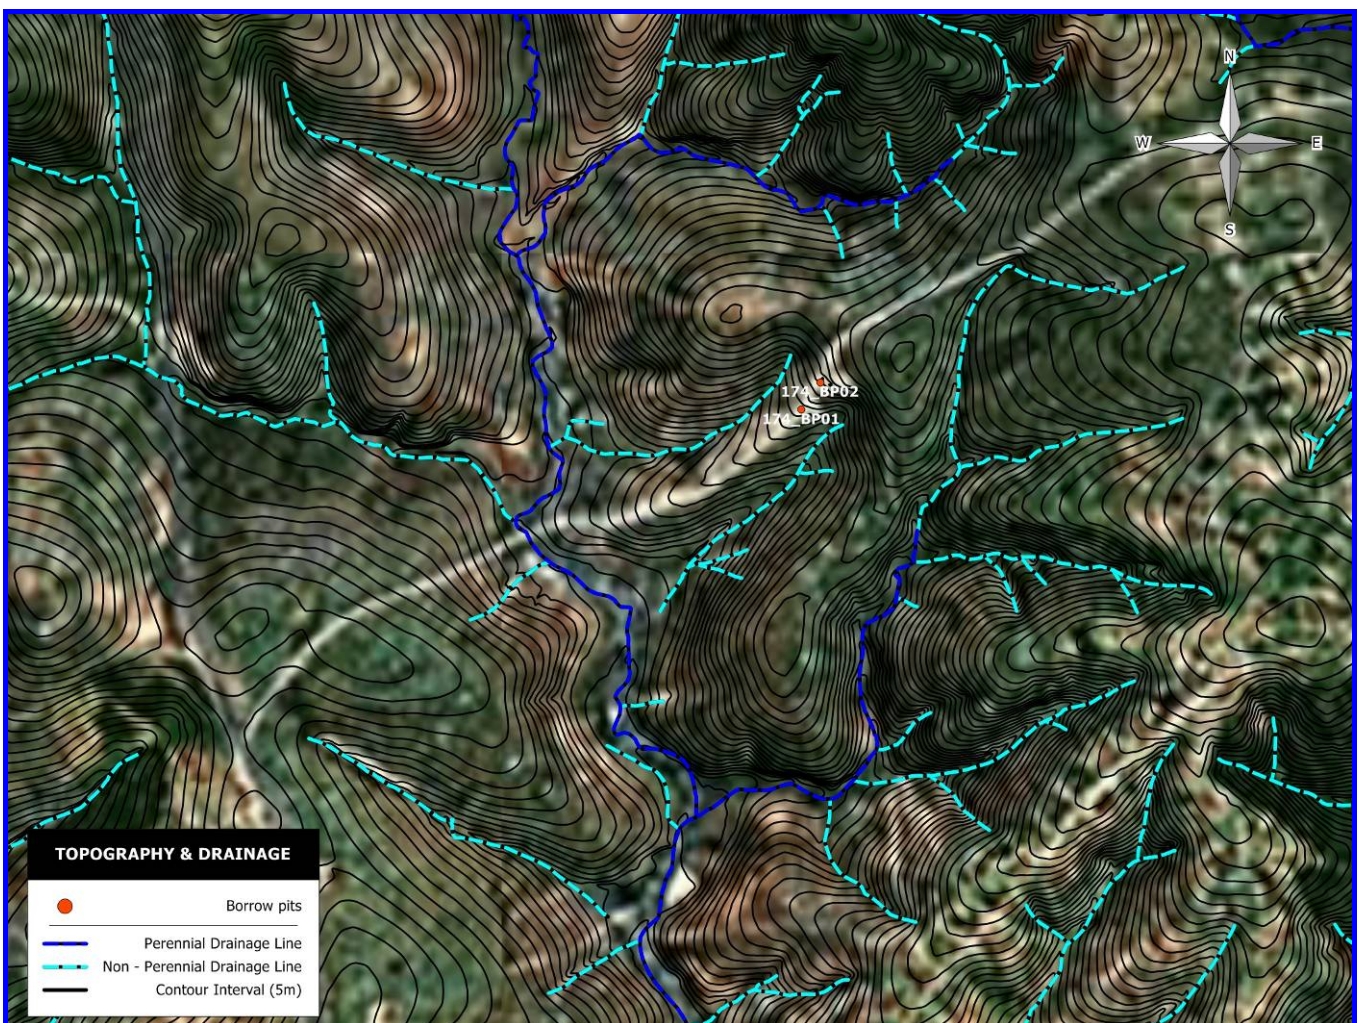 N
W E
S
174_BP02
174_BP01
TOPOGRAPHY & DRAINAGE
Borrow pits
Perennial Drainage Line
Non - Perennial Drainage Line
Contour Interval (5m)